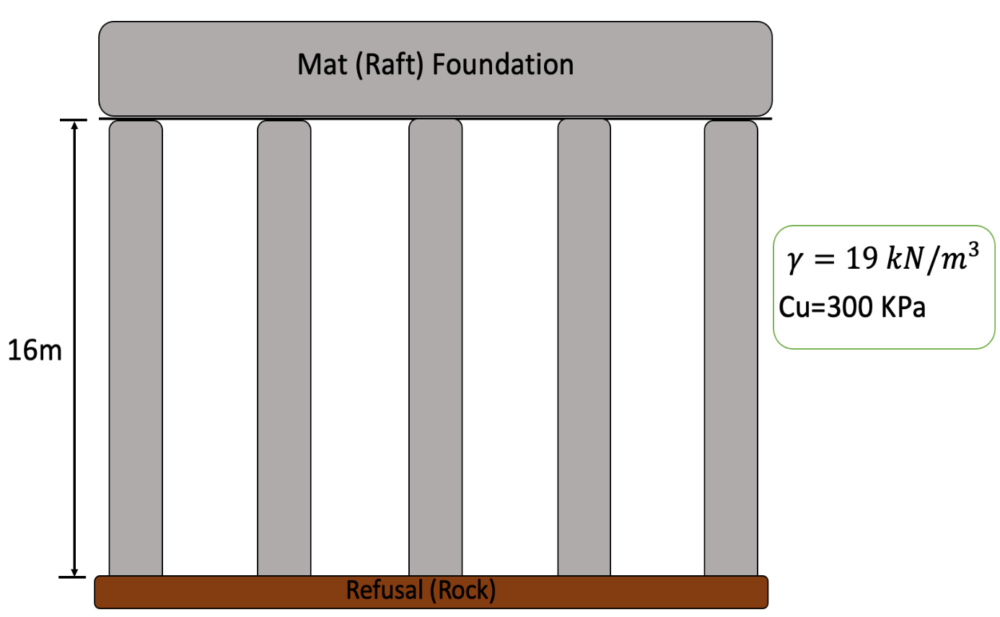 Mat (Raft) Foundation
γ = 19 kN/m³
Cu=300 KPa
16m
Refusal (Rock)